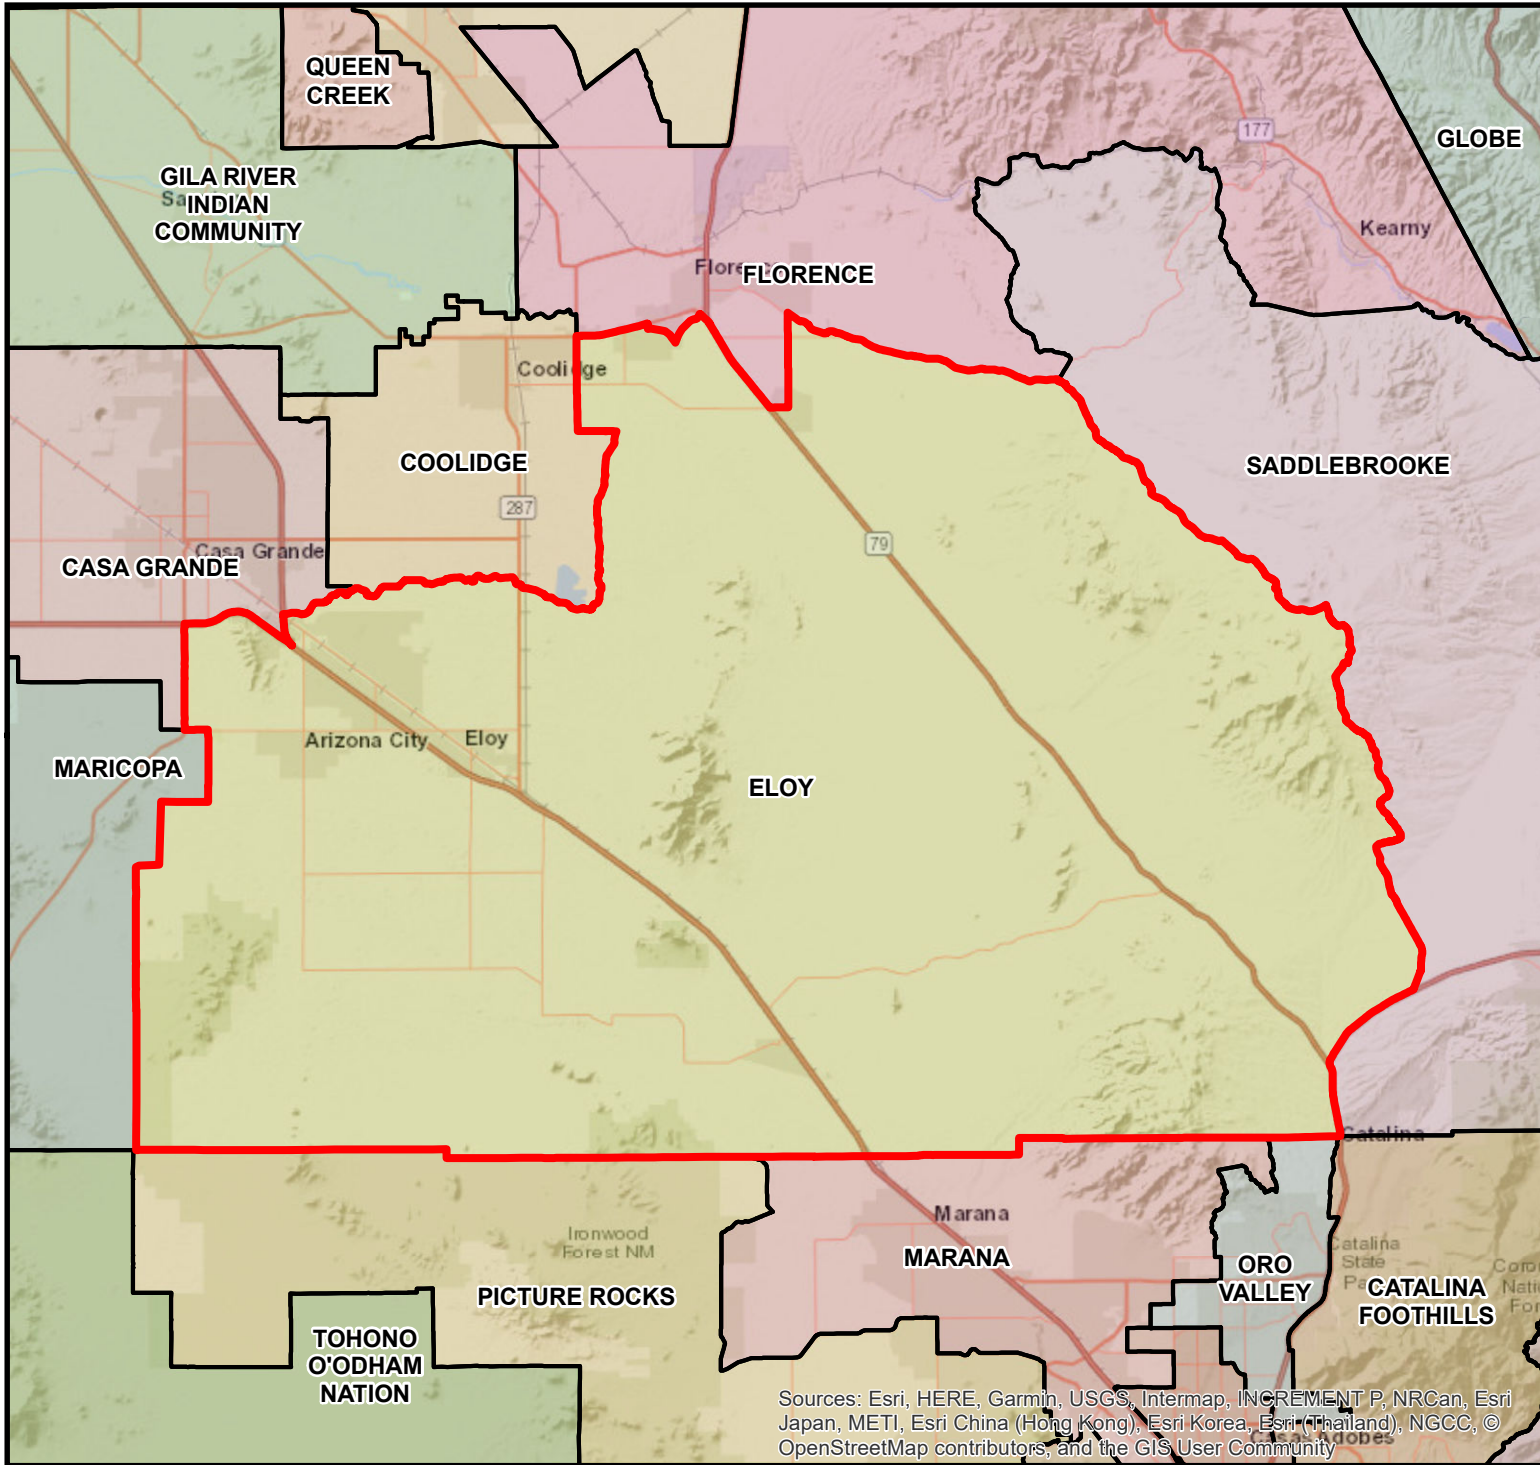 QUEEN
CREEK
177
GLOBE
GILA RIVER
INDIAN
COMMUNITY
Kearny
FLORENCE
Coolidge
COOLIDGE
SADDLEBROOKE
287
79
Casa Grande
CASA GRANDE
Arizona City
Eloy
MARICOPA
ELOY
Catalina
Marana
Ironwood
Forest NM
MARANA
Catalina
State
ORO
VALLEY
PICTURE ROCKS
CATALINA
FOOTHILLS
TOHONO
O'ODHAM
NATION
Sources: Esri, HERE, Garmin, USGS, Intermap, INCREMENT P, NRCan, Esri
Japan, METI, Esri China (Hong Kong), Esri Korea, Esri (Thailand), NGCC, ©
OpenStreetMap contributors, and the GIS User Community